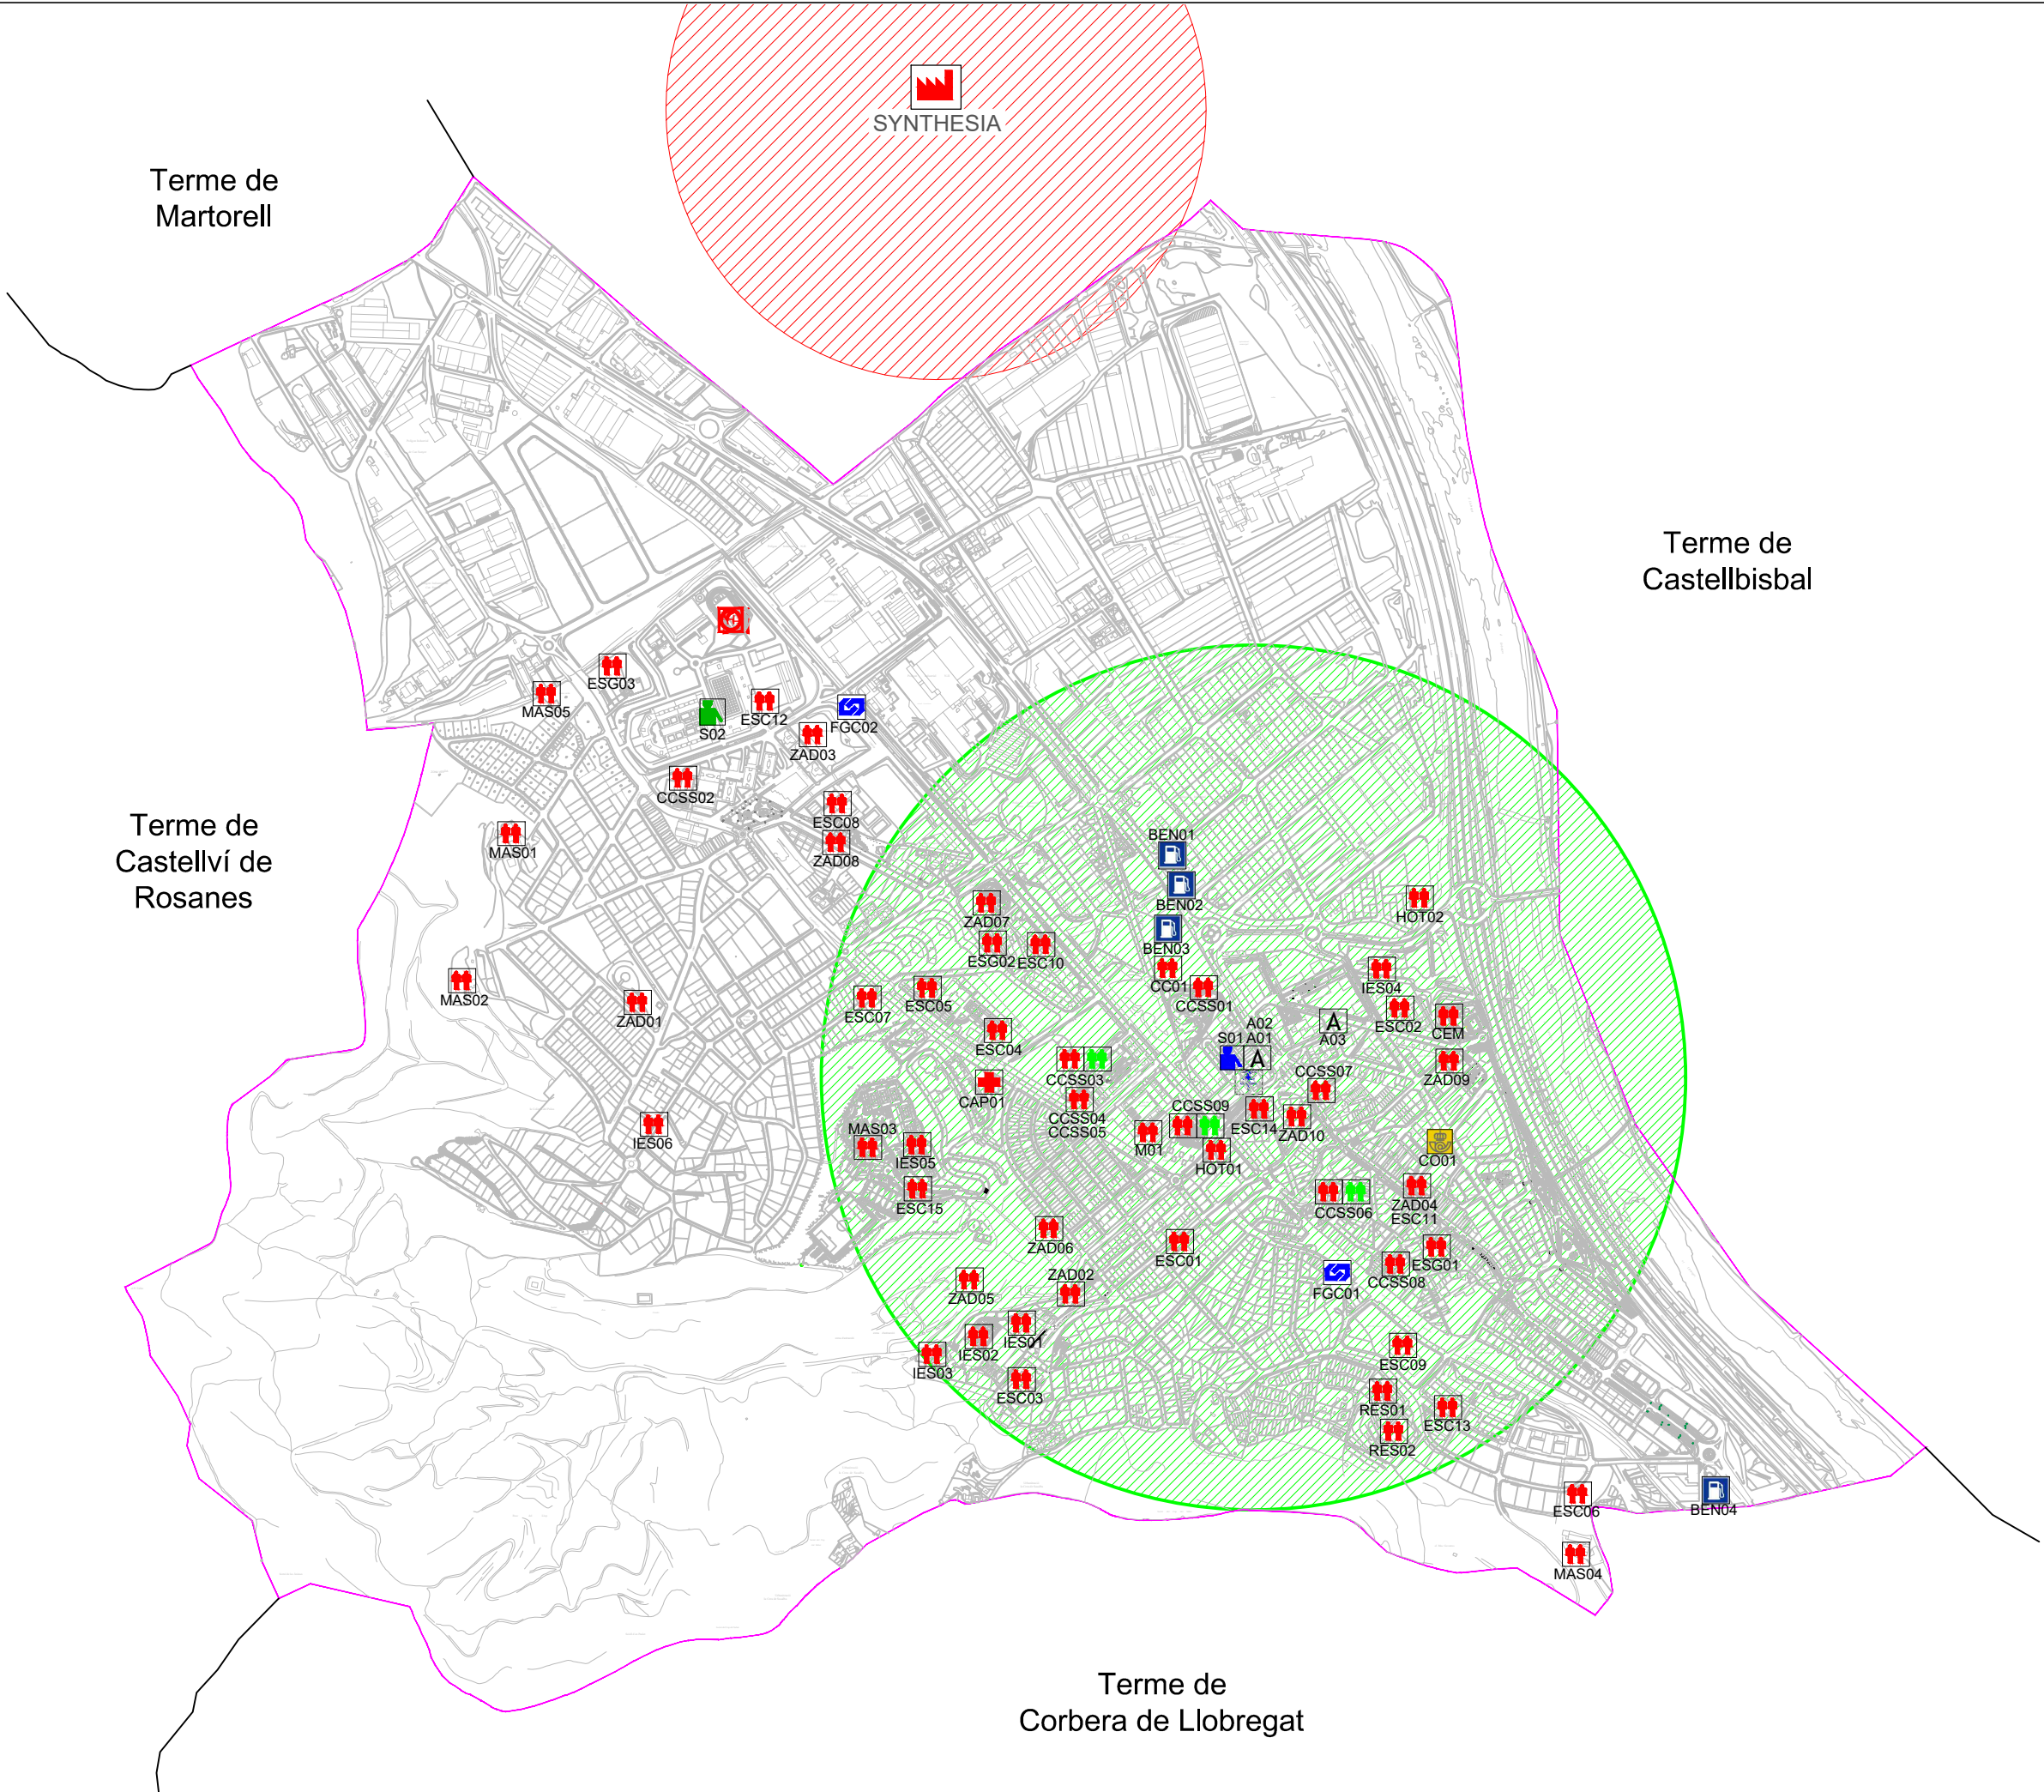 SYNTHESIA
Terme de
Martorell
Terme de
Castellbisbal
ESG03
MAS05
S02
ESC12
FGC02
ZAD03
CCSS02
ESC08
ZAD08
Terme de
Castellví de
Rosanes
MAS01
BEN01
BEN02
HOT02
ZAD07
BEN03
ESG02
ESC10
CC01
IES04
MAS02
ZAD01
ESC07
ESC05
CCSS01
ESC02
CEM
ESC04
A02
S01
A01
A
A
A03
CCSS03
CCSS07
ZAD09
CAP01
CCSS04
CCSS05
CCSS09
ESC14
ZAD10
IES06
MAS03
IES05
M01
HOT01
CO01
ESC15
CCSS06
ZAD04
ESC11
ZAD06
ESC01
ESG01
CCSS08
ZAD02
ZAD05
FGC01
IES01
IES02
IES03
ESC09
ESC03
RES01
ESC13
RES02
ESC06
BEN04
MAS04
Terme de
Corbera de Llobregat